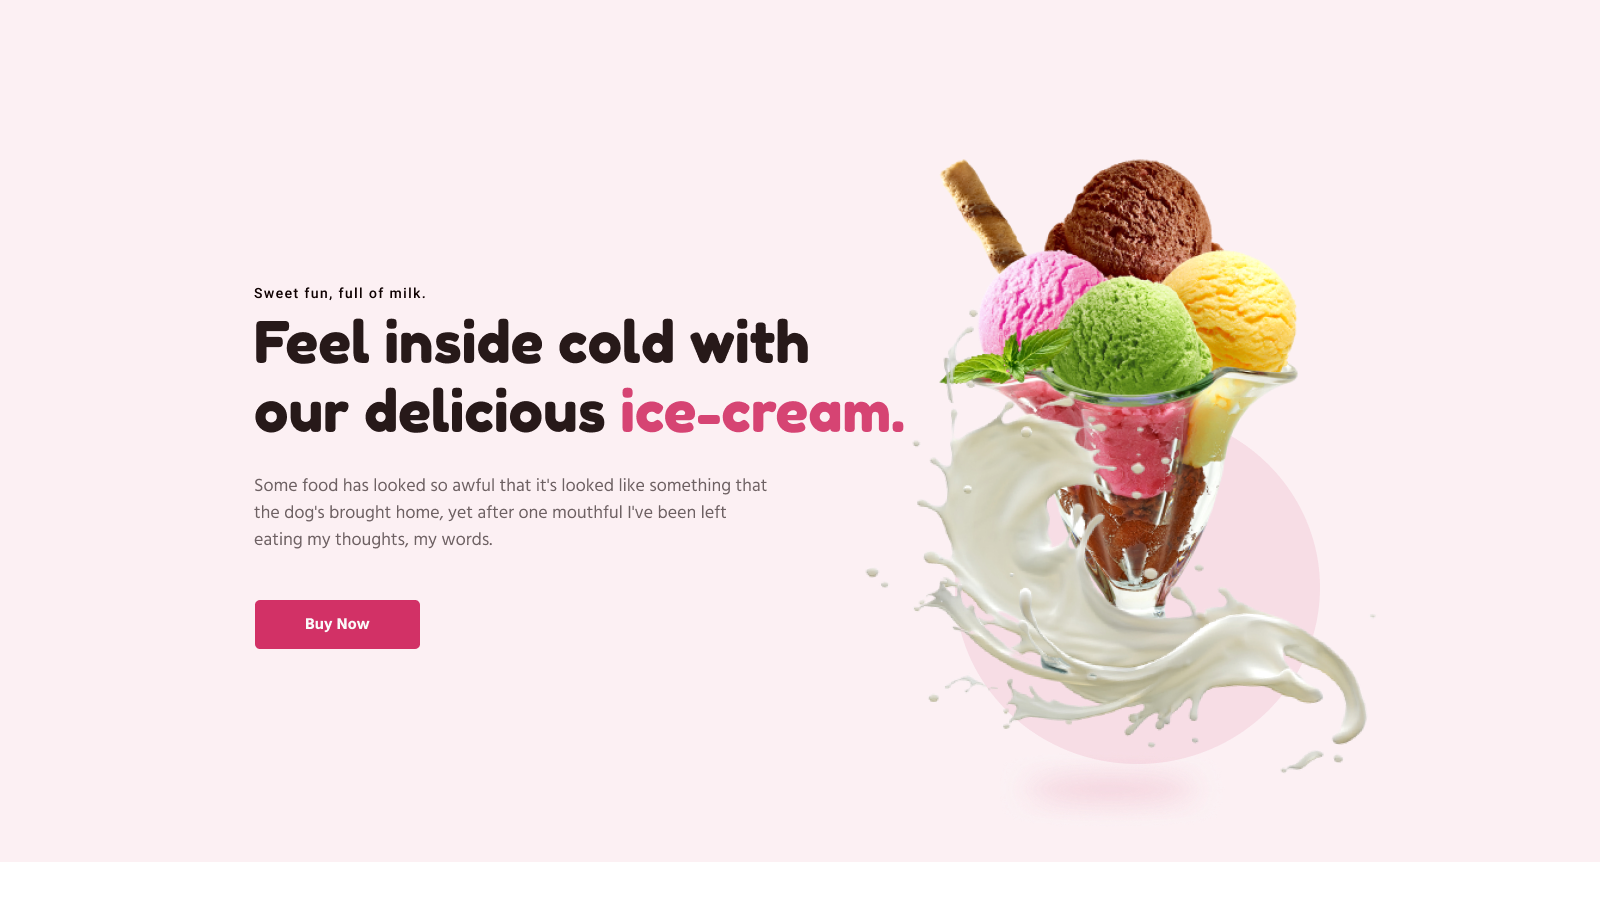 Sweet fun, full of milk.
Feel inside cold with
our delicious ice-cream.
Some food has looked so awful that it's looked like something that
the dog's brought home, yet after one mouthful I've been left
eating my thoughts, my words.
Buy Now